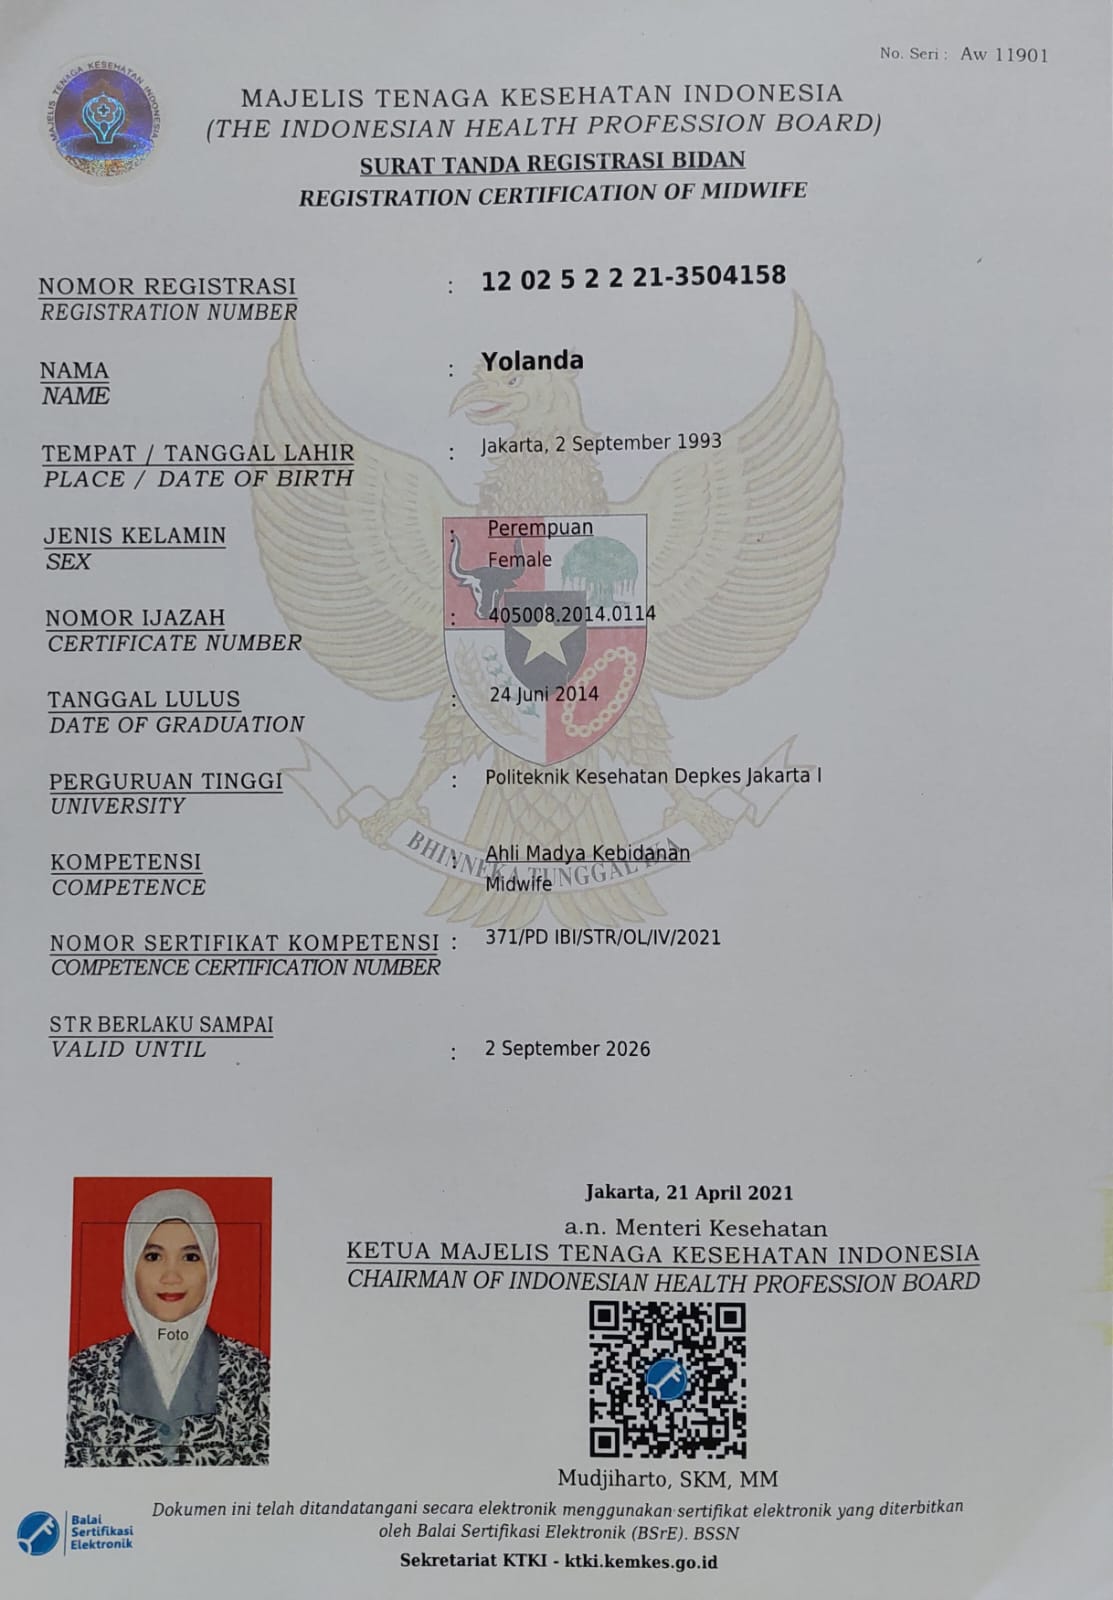 No. Seri : Aw 11901
MAJELIS TENAGA KESEHATAN INDONESIA
MAJELIS TENAGA KESEHATAN INDONESIA
(THE INDONESIAN HEALTH PROFESSION BOARD)
SURAT TANDA REGISTRASI BIDAN
REGISTRATION CERTIFICATION OF MIDWIFE
NOMOR REGISTRASI : 12 02 5 2 2 21-3504158
REGISTRATION NUMBER
NAMA : Yolanda
NAME
TEMPAT / TANGGAL LAHIR : Jakarta, 2 September 1993
PLACE / DATE OF BIRTH
JENIS KELAMIN : Perempuan
SEX Female
NOMOR IJAZAH : 405008.2014.0114
CERTIFICATE NUMBER
TANGGAL LULUS : 24 Juni 2014
DATE OF GRADUATION
PERGURUAN TINGGI : Politeknik Kesehatan Depkes Jakarta I
UNIVERSITY
KOMPETENSI : Ahli Madya Kebidanan
COMPETENCE Midwife
BHINNEKA TUNGGAL IKA
NOMOR SERTIFIKAT KOMPETENSI : 371/PD IBI/STR/OL/IV/2021
COMPETENCE CERTIFICATION NUMBER
STR BERLAKU SAMPAI
VALID UNTIL : 2 September 2026
Jakarta, 21 April 2021
a.n. Menteri Kesehatan
KETUA MAJELIS TENAGA KESEHATAN INDONESIA
CHAIRMAN OF INDONESIAN HEALTH PROFESSION BOARD
Foto
Mudjiharto, SKM, MM
Balai
Sertifikasi
Elektronik
Dokumen ini telah ditandatangani secara elektronik menggunakan sertifikat elektronik yang diterbitkan
oleh Balai Sertifikasi Elektronik (BSrE). BSSN
Sekretariat KTKI - ktki.kemkes.go.id